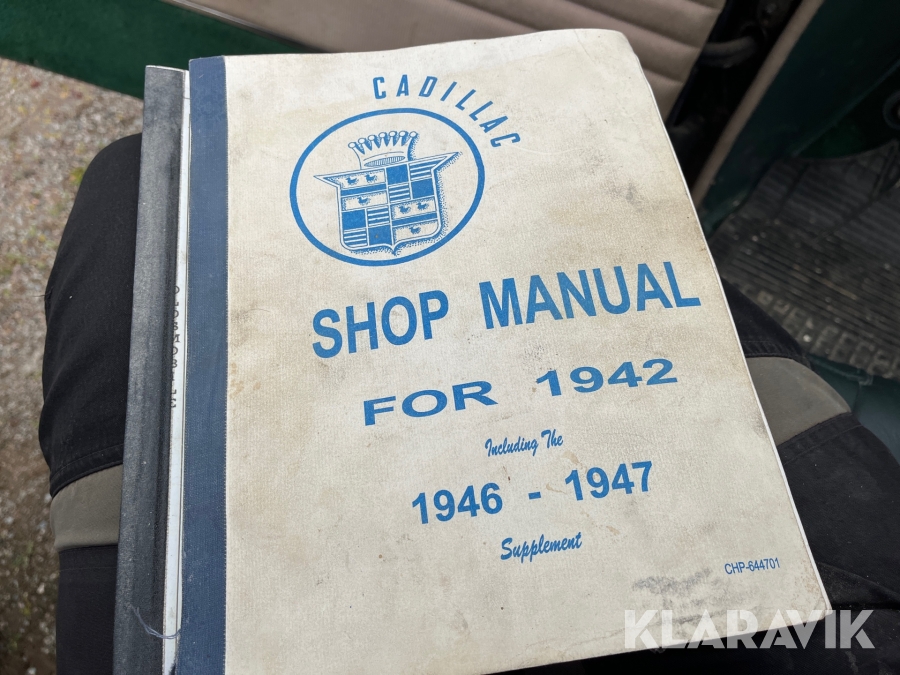 CADILLAC
SHOP MANUAL
FOR 1942
Including The
1946 - 1947
Supplement
CHP-644701
KLARAVIK